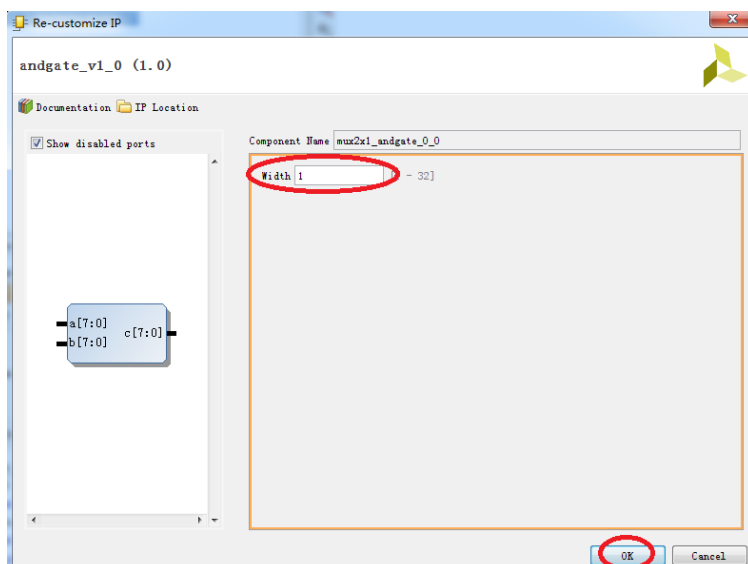 Re-customize IP
andgate_v1_0 (1.0)
Documentation IP Location
Show disabled ports
Component Name mux2x1_andgate_0_0
Width 1 - 32]
a[7:0]
b[7:0]
c[7:0]
OK Cancel